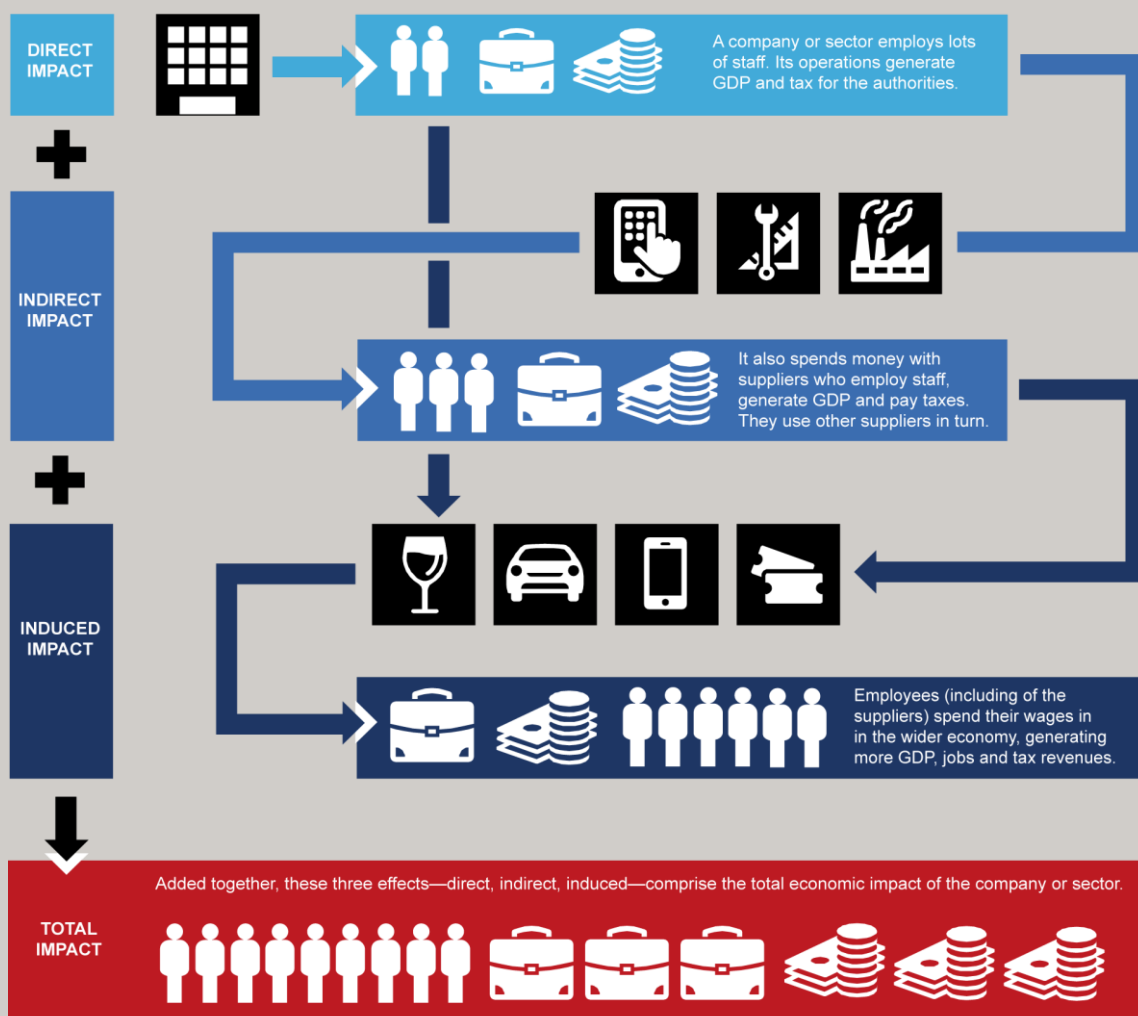 DIRECT
IMPACT
A company or sector employs lots
of staff. Its operations generate
GDP and tax for the authorities.
INDIRECT
IMPACT
It also spends money with
suppliers who employ staff,
generate GDP and pay taxes.
They use other suppliers in turn.
INDUCED
IMPACT
Employees (including of the
suppliers) spend their wages in
in the wider economy, generating
more GDP, jobs and tax revenues.
Added together, these three effects—direct, indirect, induced—comprise the total economic impact of the company or sector.
TOTAL
IMPACT